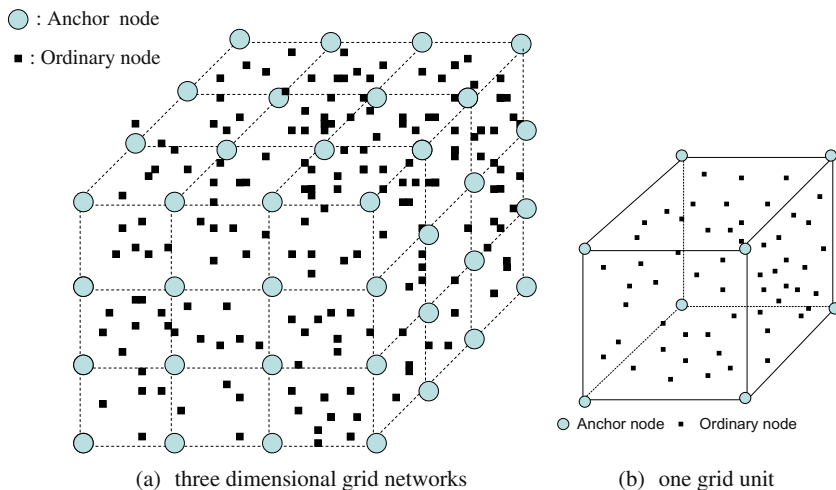 : Anchor node
: Ordinary node
Anchor node
Ordinary node
(a) three dimensional grid networks
(b) one grid unit